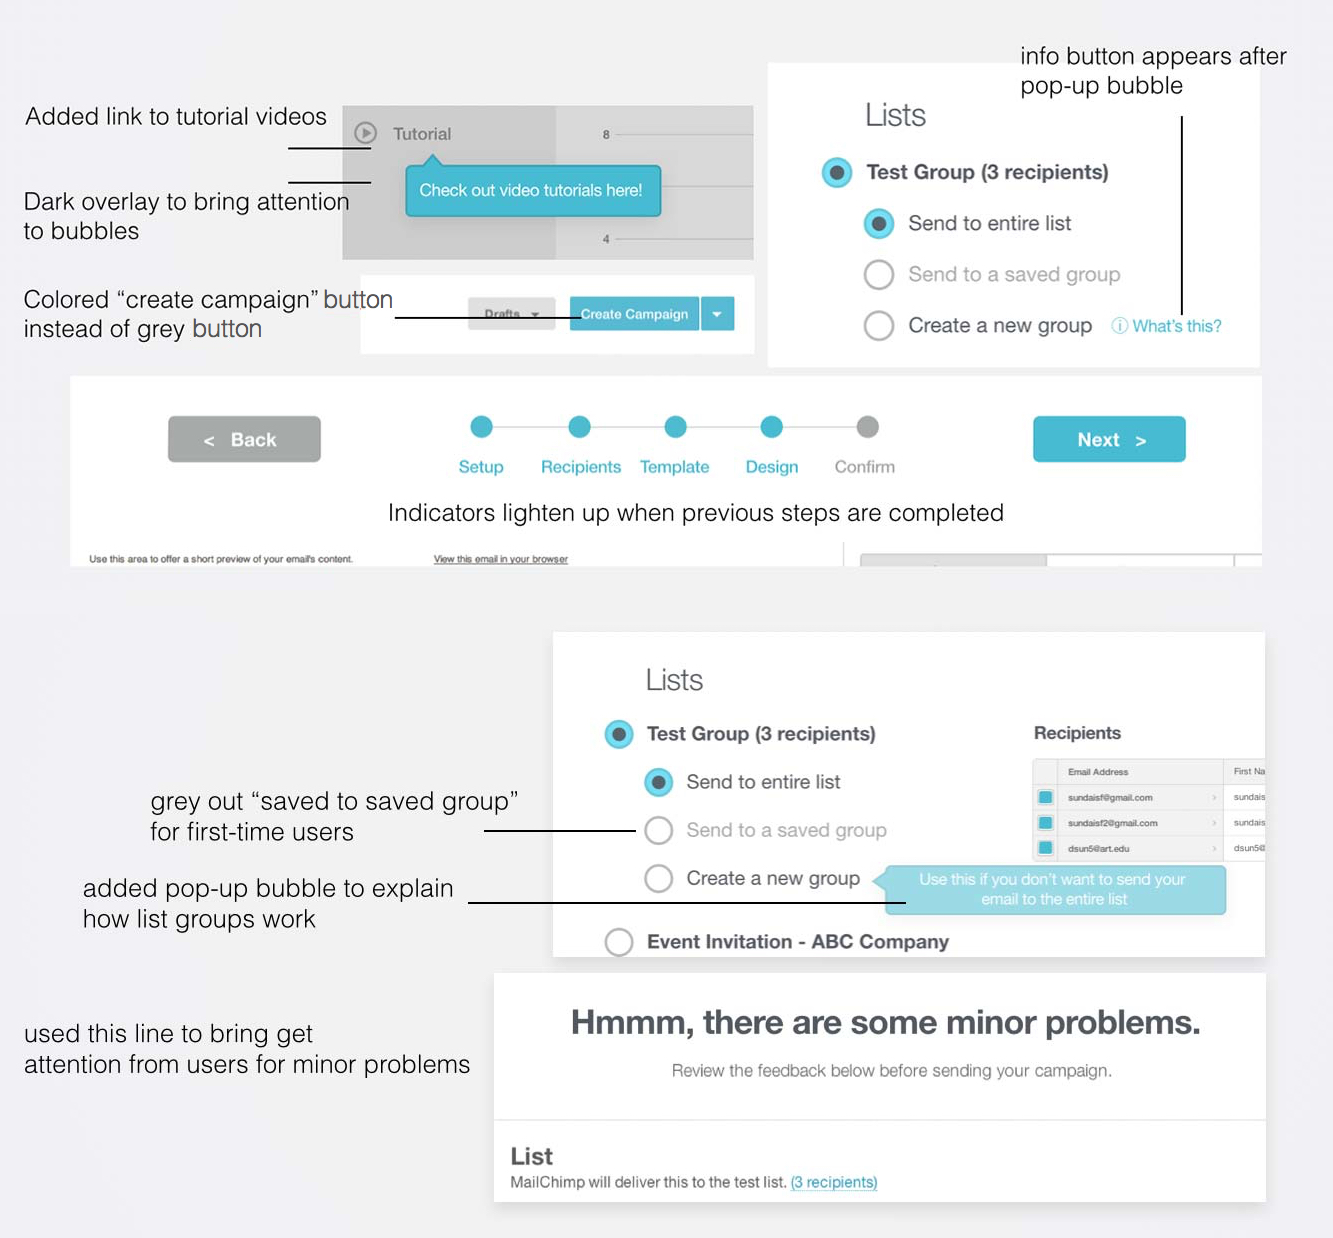 info button appears after
pop-up bubble
Added link to tutorial videos
Dark overlay to bring attention
to bubbles
Tutorial
Check out video tutorials here!
8
4
Colored “create campaign” button
instead of grey button
Drafts
Create Campaign
Lists
Test Group (3 recipients)
Send to entire list
Send to a saved group
Create a new group ⓘ What's this?
< Back
Setup Recipients Template Design Confirm
Next >
Indicators lighten up when previous steps are completed
Use this area to offer a short preview of your email's content.
View this email in your browser
Lists
Test Group (3 recipients)
Send to entire list
Send to a saved group
Create a new group
Use this if you don't want to send your
email to the entire list
Event Invitation - ABC Company
Recipients
Email Address First Na
sundaisf@gmail.com sundais
sundaisf2@gmail.com sundais
dsun5@art.edu dsun5@
grey out “saved to saved group”
for first-time users
added pop-up bubble to explain
how list groups work
used this line to bring get
attention from users for minor problems
Hmmm, there are some minor problems.
Review the feedback below before sending your campaign.
List
MailChimp will deliver this to the test list. (3 recipients)